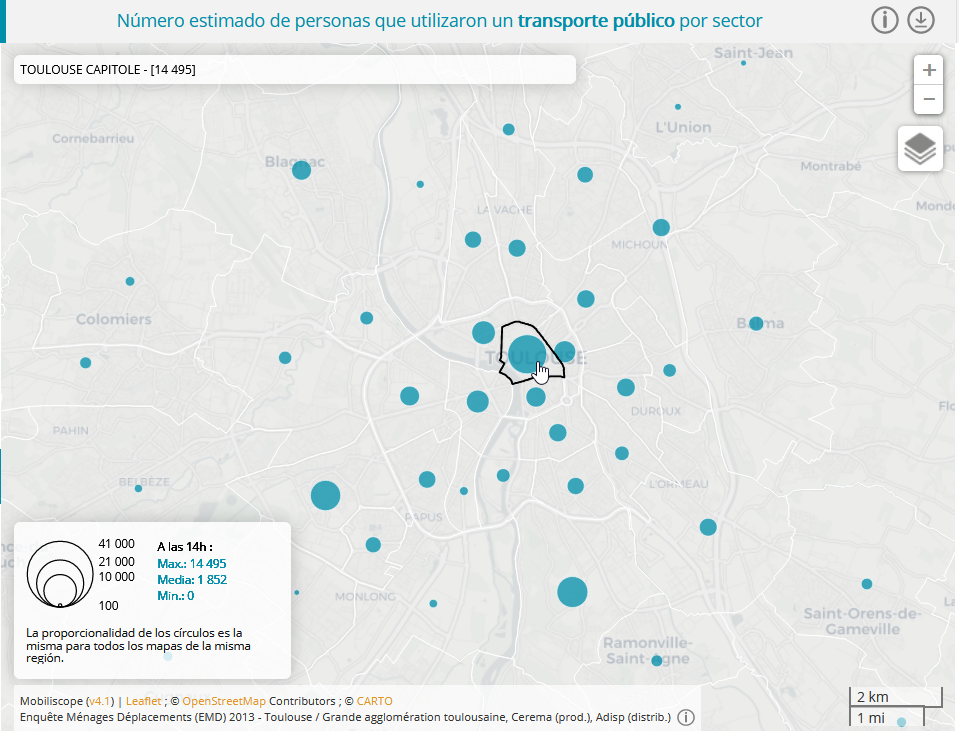 Número estimado de personas que utilizaron un transporte público por sector
TOULOUSE CAPITOLE - [14 495]
+
−
Saint-Jean
L'Union
Cornebarrieu
Blagnac
Montrabé
LA VACHE
MICHOUN
Colomiers
Balma
TOULOUSE
DUROUX
PAHIN
BELBÈZE
L'ORMEAU
PAPUS
MONLONG
Saint-Orens-de-
Gameville
Ramonville-
Saint-Agne
41 000
21 000
10 000
100
A las 14h :
Max.: 14 495
Media: 1 852
Min.: 0
La proporcionalidad de los círculos es la
misma para todos los mapas de la misma
región.
Mobiliscope (v4.1) | Leaflet ; © OpenStreetMap Contributors ; © CARTO
Enquête Ménages Déplacements (EMD) 2013 - Toulouse / Grande agglomération toulousaine, Cerema (prod.), Adisp (distrib.)
2 km
1 mi